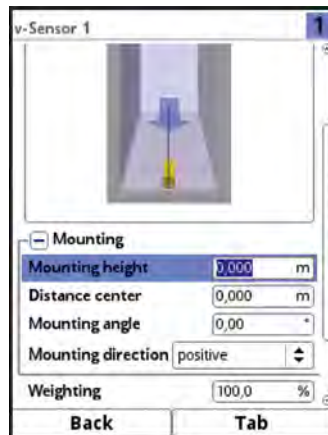 v-Sensor 1 1
Mounting
Mounting height 0,000 m
Distance center 0,000 m
Mounting angle 0,00 °
Mounting direction positive
Weighting 100,0 %
Back Tab